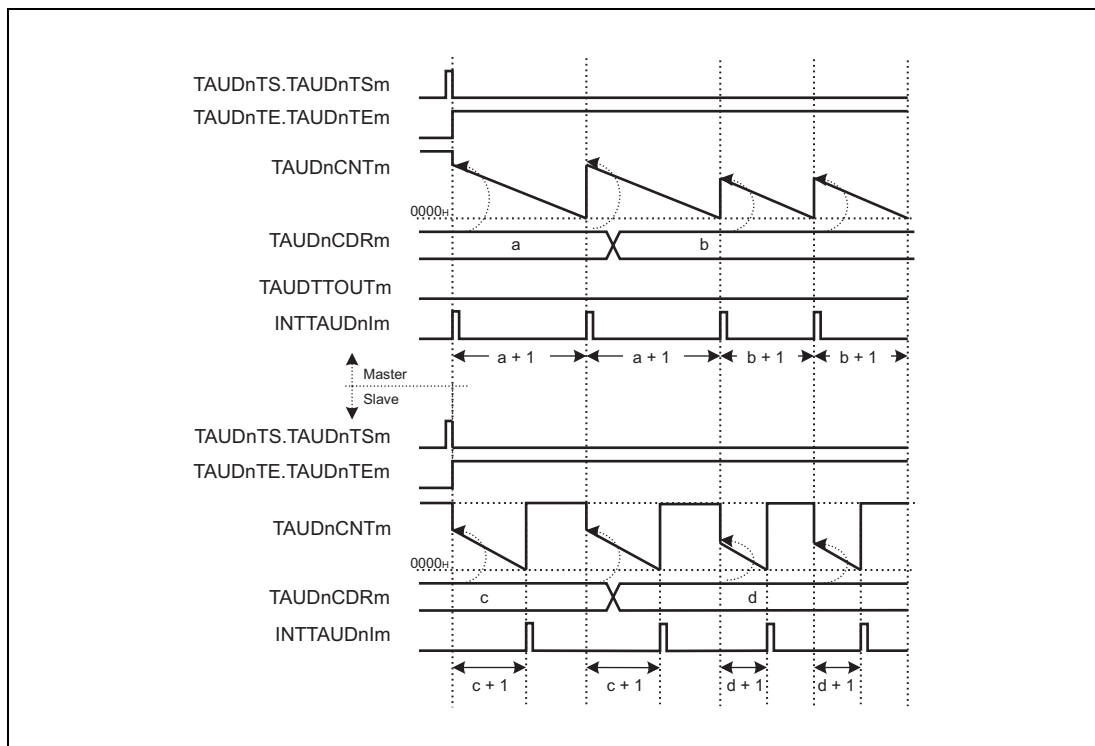 TAUDnTS.TAUDnTSm
TAUDnTE.TAUDnTEm
TAUDnCNTm
0000H
TAUDnCDRm
a
b
TAUDTTOUTm
INTTAUDnIm
a + 1
a + 1
b + 1
b + 1
Master
Slave
TAUDnTS.TAUDnTSm
TAUDnTE.TAUDnTEm
TAUDnCNTm
0000H
TAUDnCDRm
c
d
INTTAUDnIm
c + 1
c + 1
d + 1
d + 1